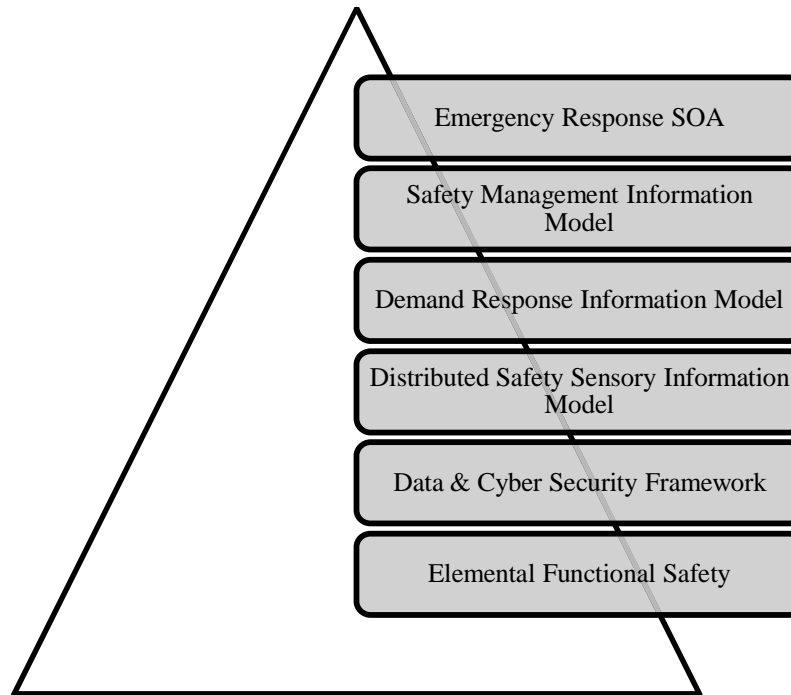 Emergency Response SOA
Safety Management Information
Model
Demand Response Information Model
Distributed Safety Sensory Information
Model
Data & Cyber Security Framework
Elemental Functional Safety